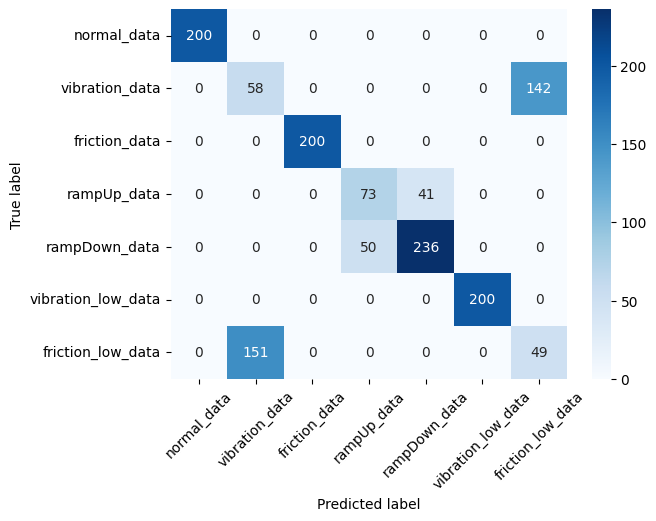 True label
normal_data 200 0 0 0 0 0 0
vibration_data 0 58 0 0 0 0 142
friction_data 0 0 200 0 0 0 0
rampUp_data 0 0 0 73 41 0 0
rampDown_data 0 0 0 50 236 0 0
vibration_low_data 0 0 0 0 0 200 0
friction_low_data 0 151 0 0 0 0 49
normal_data vibration_data friction_data rampUp_data rampDown_data vibration_low_data friction_low_data
Predicted label
200
150
100
50
0